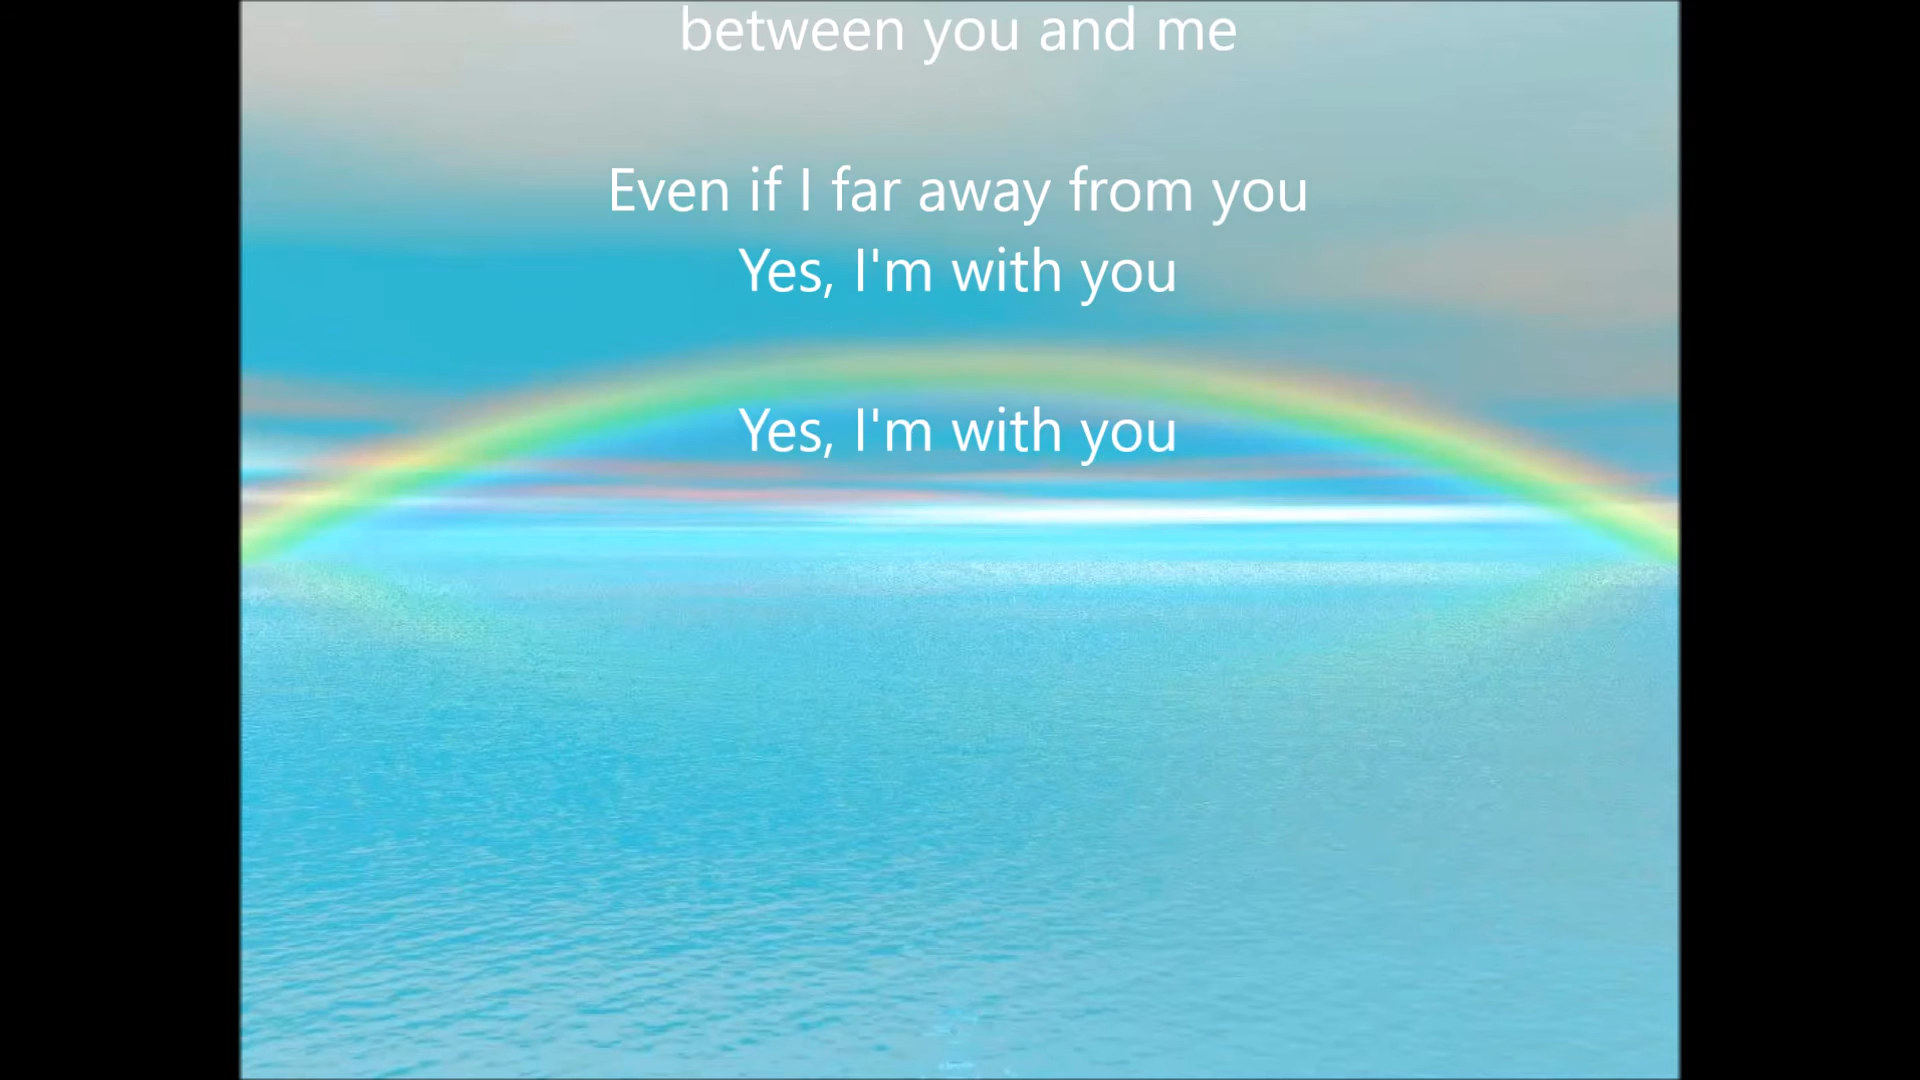 between you and me
Even if I far away from you
Yes, I'm with you
Yes, I'm with you